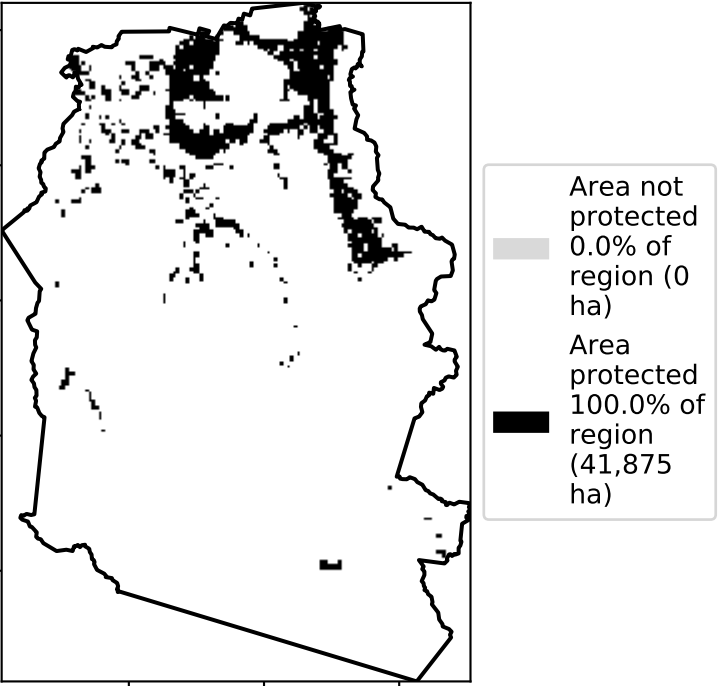 Area not
protected
0.0% of
region (0
ha)
Area
protected
100.0% of
region
(41,875
ha)